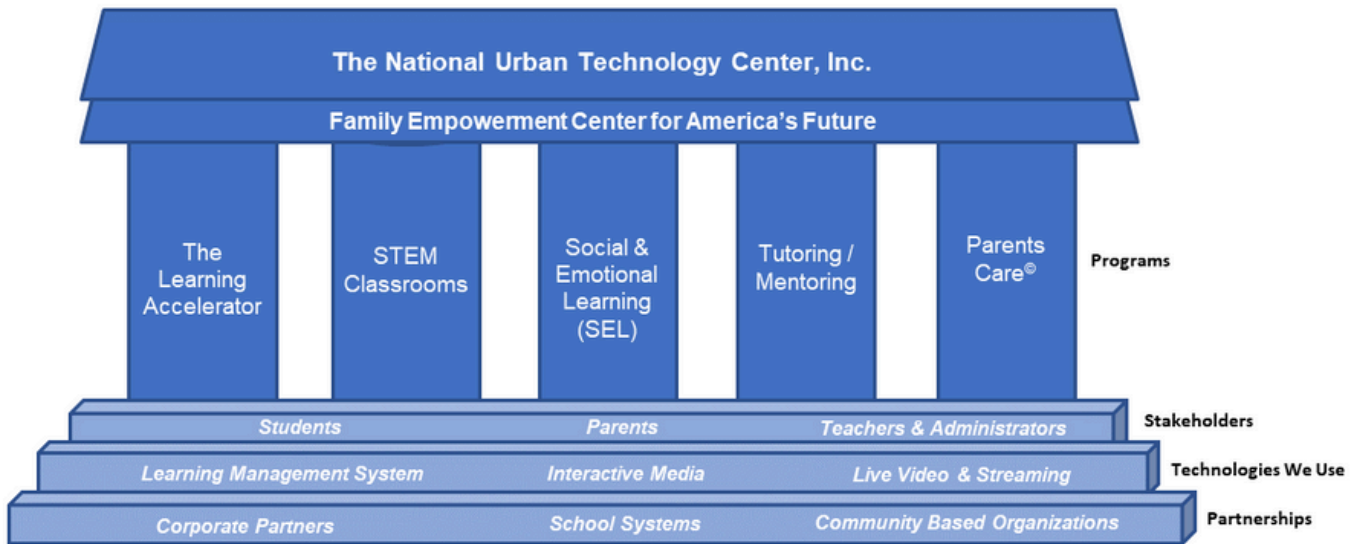 The National Urban Technology Center, Inc.
Family Empowerment Center for America's Future
The
Learning
Accelerator
STEM
Classrooms
Social &
Emotional
Learning
(SEL)
Tutoring /
Mentoring
Parents
Care©
Programs
Students Parents Teachers & Administrators
Stakeholders
Learning Management System Interactive Media Live Video & Streaming
Technologies We Use
Corporate Partners School Systems Community Based Organizations
Partnerships